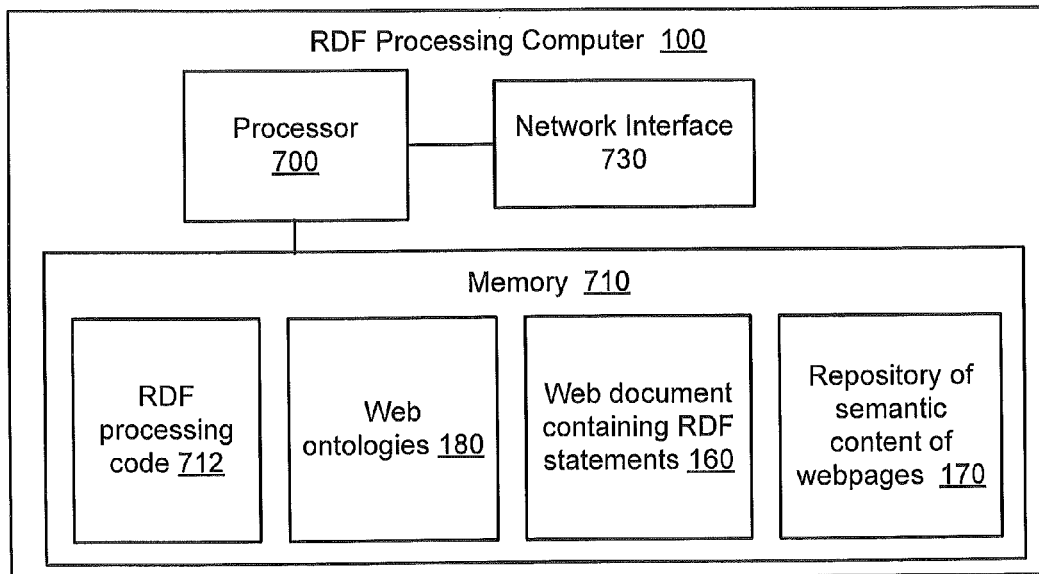 RDF Processing Computer 100
Processor
700
Network Interface
730
Memory 710
RDF
processing
code 712
Web
ontologies 180
Web document
containing RDF
statements 160
Repository of
semantic
content of
webpages 170